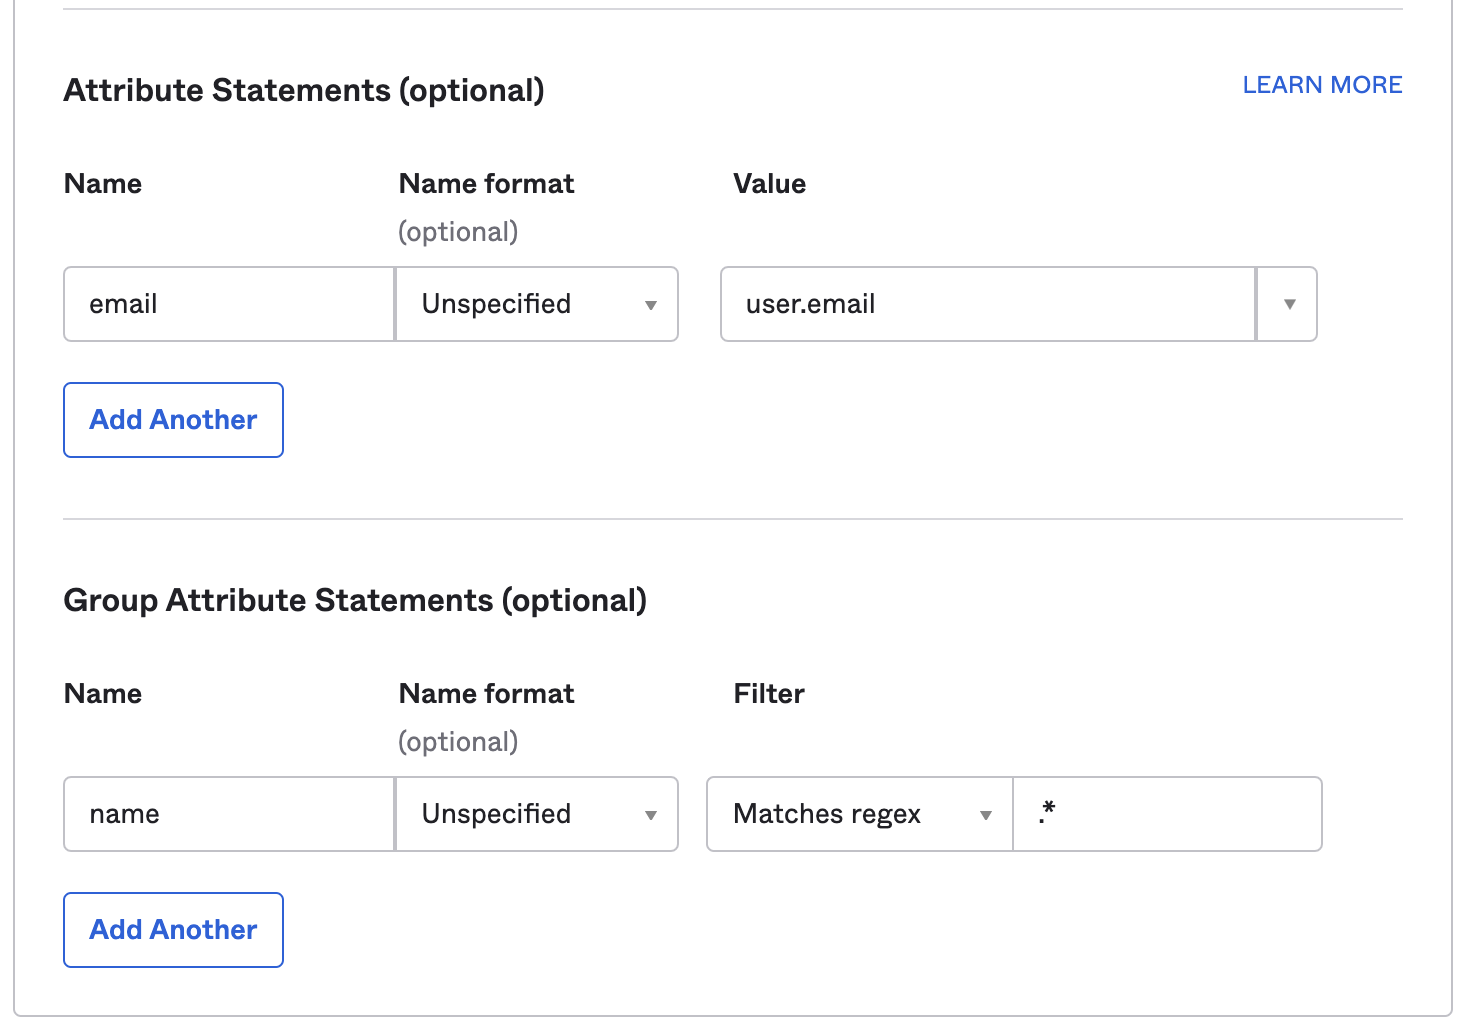 Attribute Statements (optional) LEARN MORE
Name Name format Value
(optional)
email Unspecified user.email
Add Another
Group Attribute Statements (optional)
Name Name format Filter
(optional)
name Unspecified Matches regex .*
Add Another